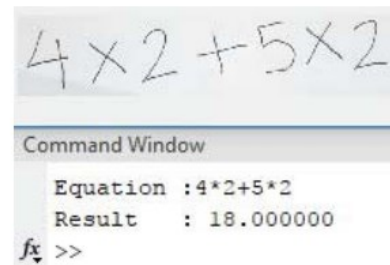 4×2+5×2
Command Window
Equation :4*2+5*2
Result : 18.000000
fx >>